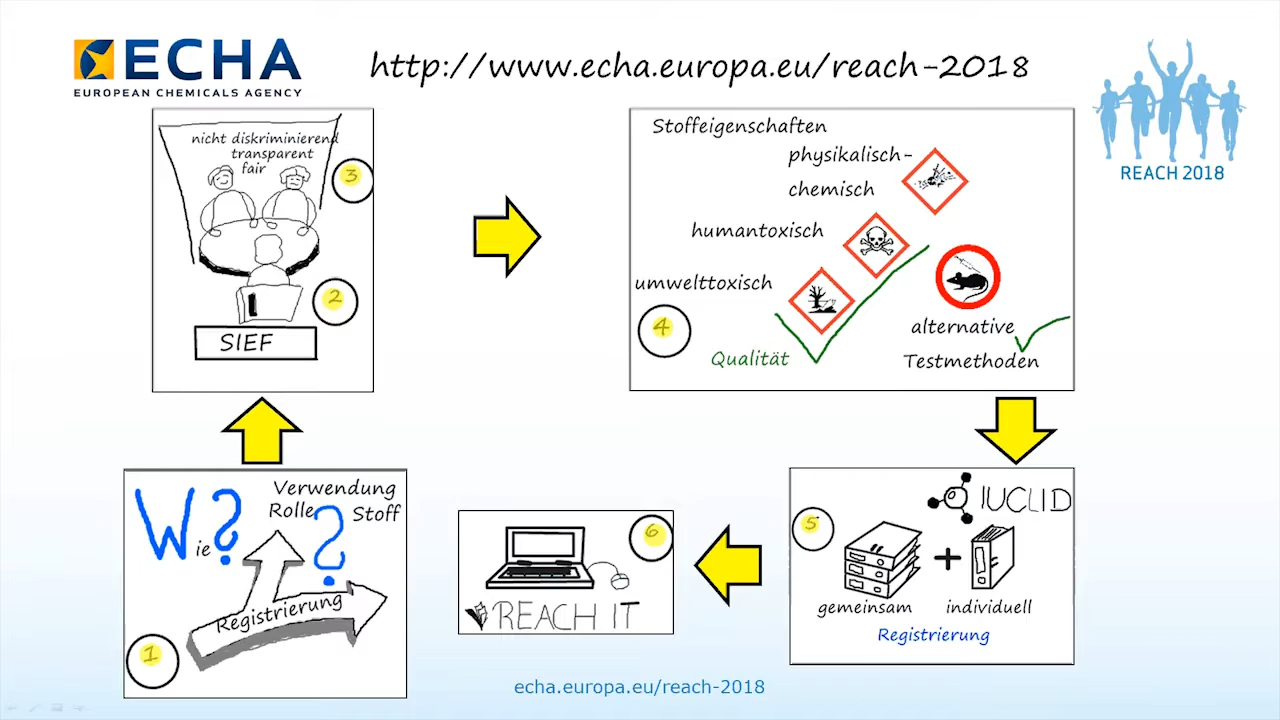 ECHA
EUROPEAN CHEMICALS AGENCY
http://www.echa.europa.eu/reach-2018
REACH 2018
nicht diskriminierend
transparent
fair
3
2
SIEF
Stoffeigenschaften
physikalisch-
chemisch
humantoxisch
umwelttoxisch
4
Qualität
alternative
Testmethoden
Wie?
Verwendung
Rolle
Stoff
?
Registrierung
1
6
REACH IT
5
IUCLID
+
gemeinsam
individuell
Registrierung
echa.europa.eu/reach-2018